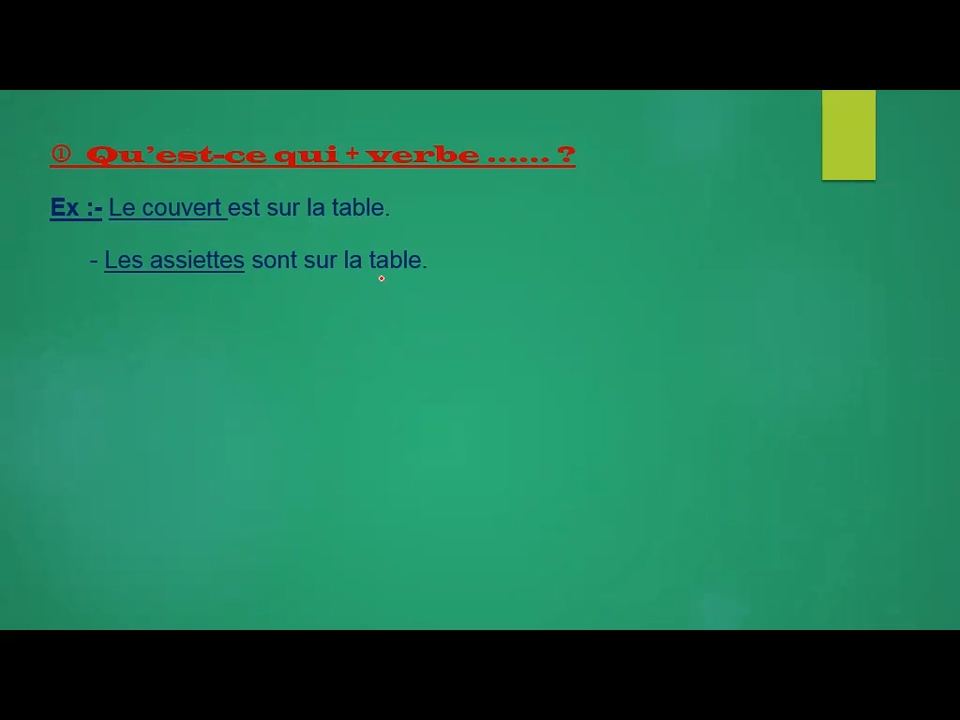 ① Qu’est-ce qui + verbe ...... ?
Ex :- Le couvert est sur la table.
- Les assiettes sont sur la table.